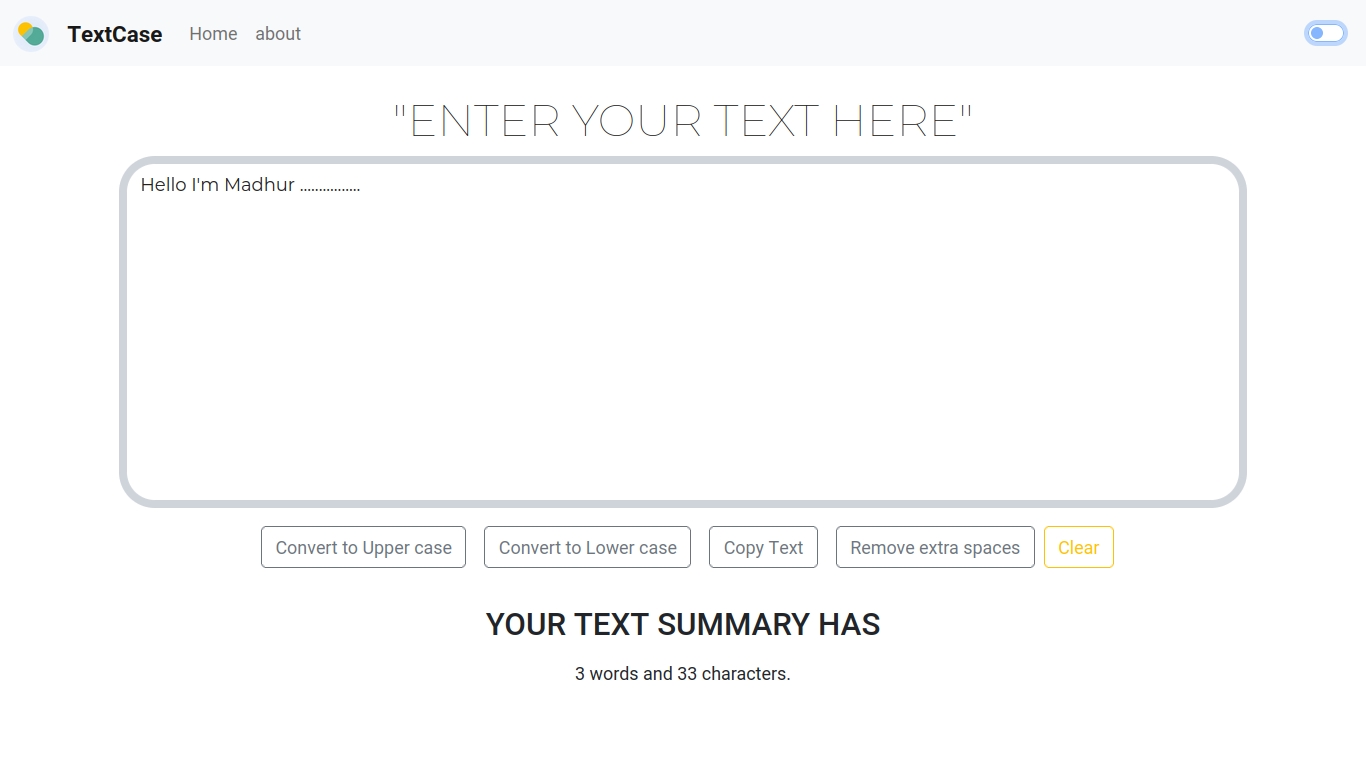 TextCase Home about
"ENTER YOUR TEXT HERE"
Hello I'm Madhur ................
Convert to Upper case Convert to Lower case Copy Text Remove extra spaces Clear
YOUR TEXT SUMMARY HAS
3 words and 33 characters.